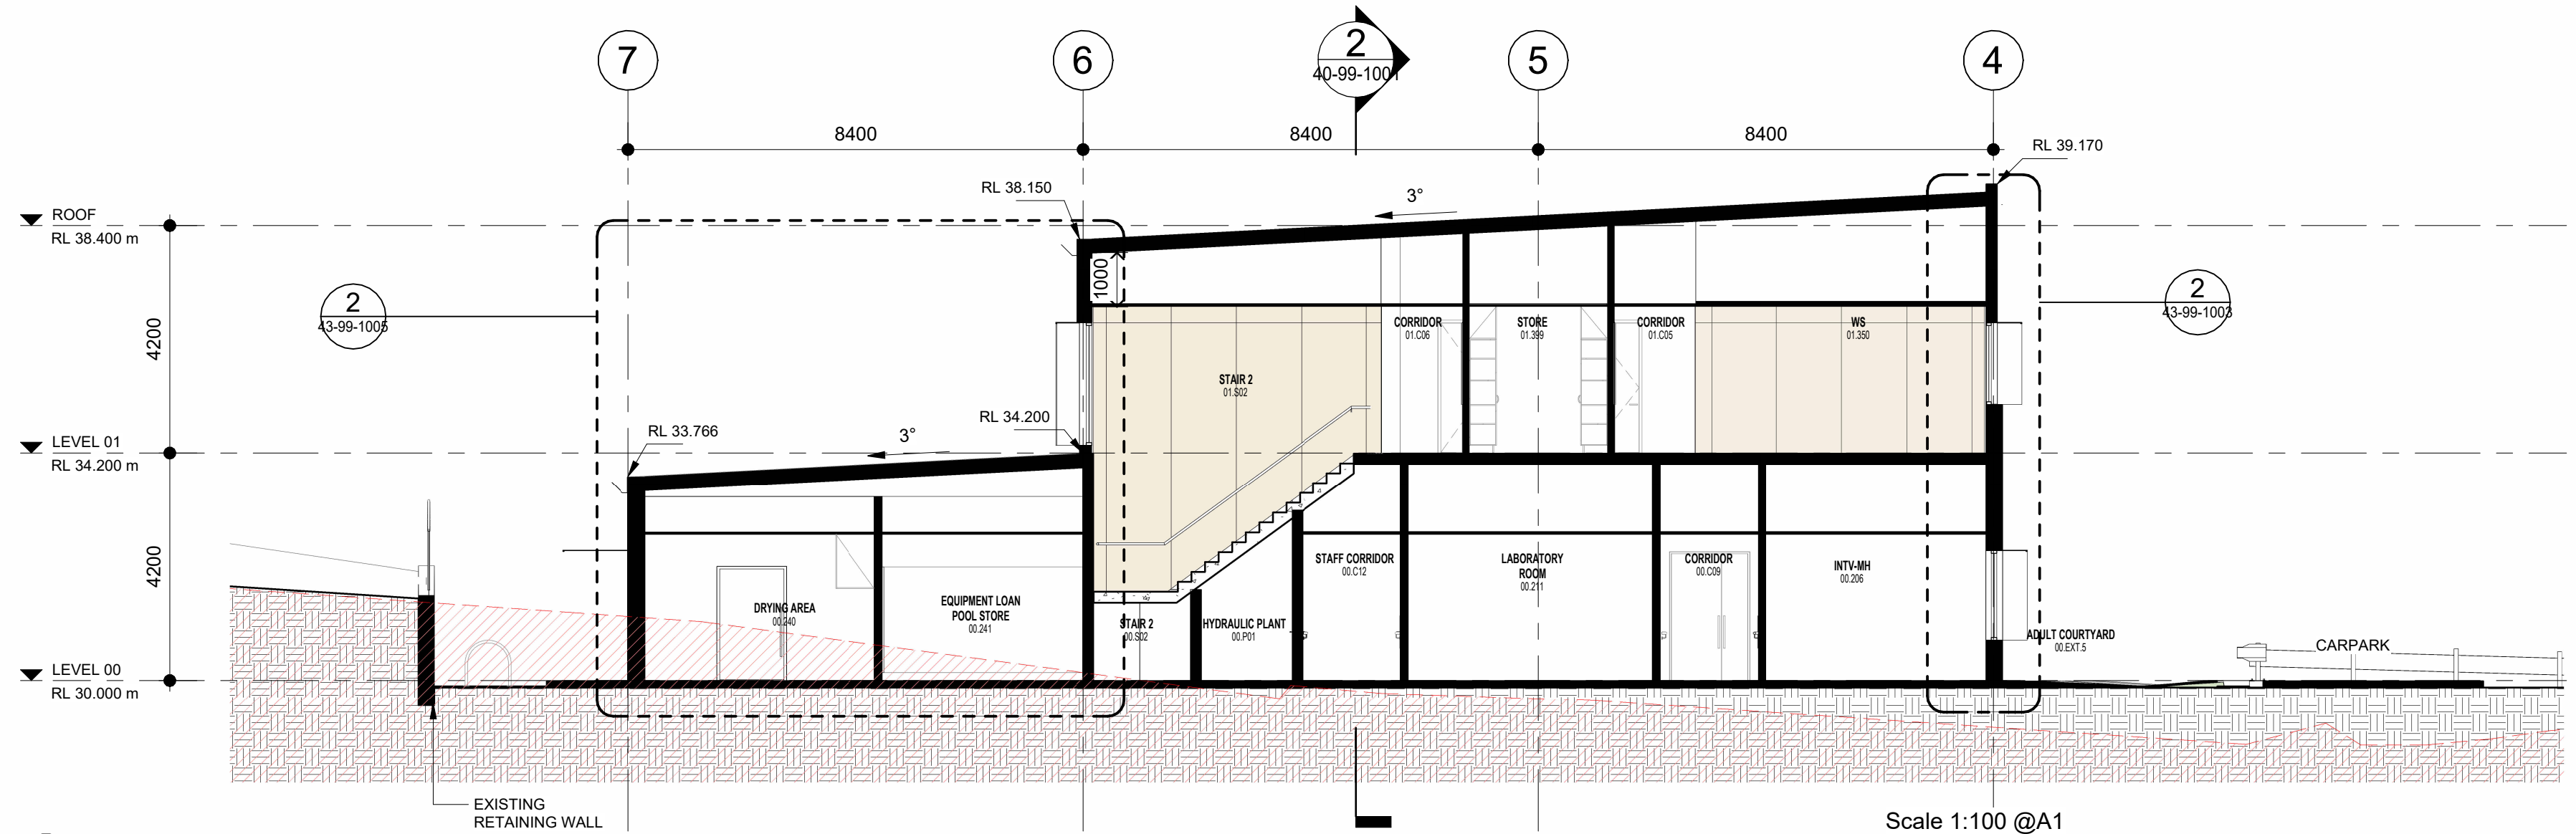 7
6
2
40-99-1001
5
4
8400
8400
8400
RL 39.170
RL 38.150
3°
ROOF
RL 38.400 m
1000
2
43-99-1005
2
43-99-1003
4200
CORRIDOR
01.C06
STORE
01.399
CORRIDOR
01.C05
WS
01.350
STAIR 2
01.S02
RL 34.200
RL 33.766
3°
LEVEL 01
RL 34.200 m
4200
STAFF CORRIDOR
00.C12
LABORATORY
ROOM
00.211
CORRIDOR
00.C09
INTV-MH
00.206
DRYING AREA
00.240
EQUIPMENT LOAN
POOL STORE
00.241
STAIR 2
00.S02
HYDRAULIC PLANT
00.P01
ADULT COURTYARD
00.EXT.5
CARPARK
LEVEL 00
RL 30.000 m
EXISTING
RETAINING WALL
Scale 1:100 @A1